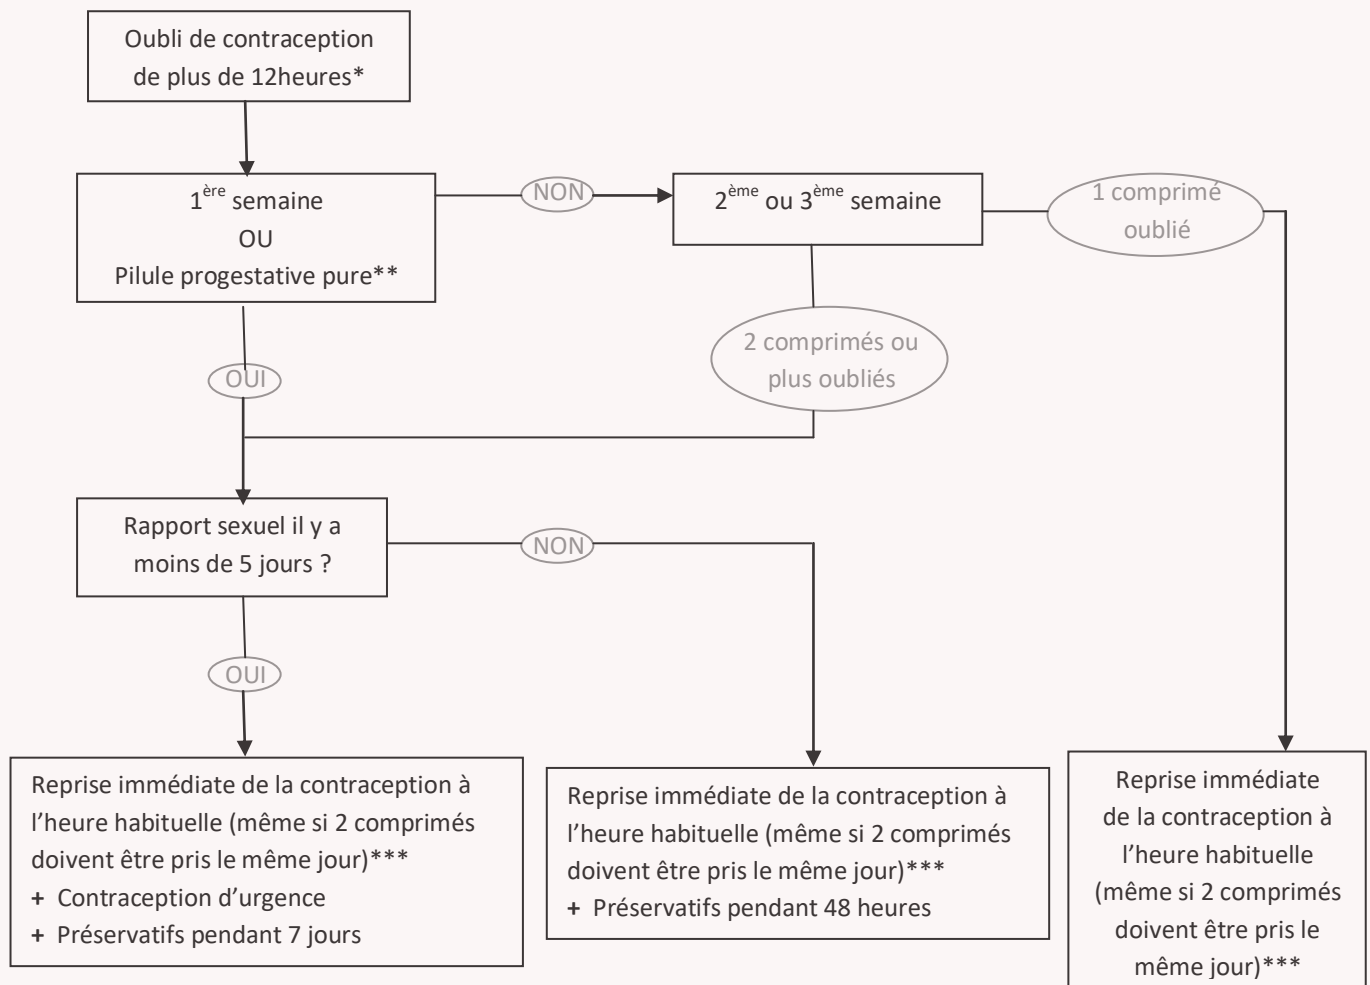 Oubli de contraception
de plus de 12heures*
1ère semaine
OU
Pilule progestative pure**
NON
2ème ou 3ème semaine
1 comprimé
oublié
2 comprimés ou
plus oubliés
OUI
Rapport sexuel il y a
moins de 5 jours ?
NON
OUI
Reprise immédiate de la contraception à
l’heure habituelle (même si 2 comprimés
doivent être pris le même jour)***
+ Contraception d’urgence
+ Préservatifs pendant 7 jours
Reprise immédiate de la contraception à
l’heure habituelle (même si 2 comprimés
doivent être pris le même jour)***
+ Préservatifs pendant 48 heures
Reprise immédiate
de la contraception à
l’heure habituelle
(même si 2 comprimés
doivent être pris le
même jour)***